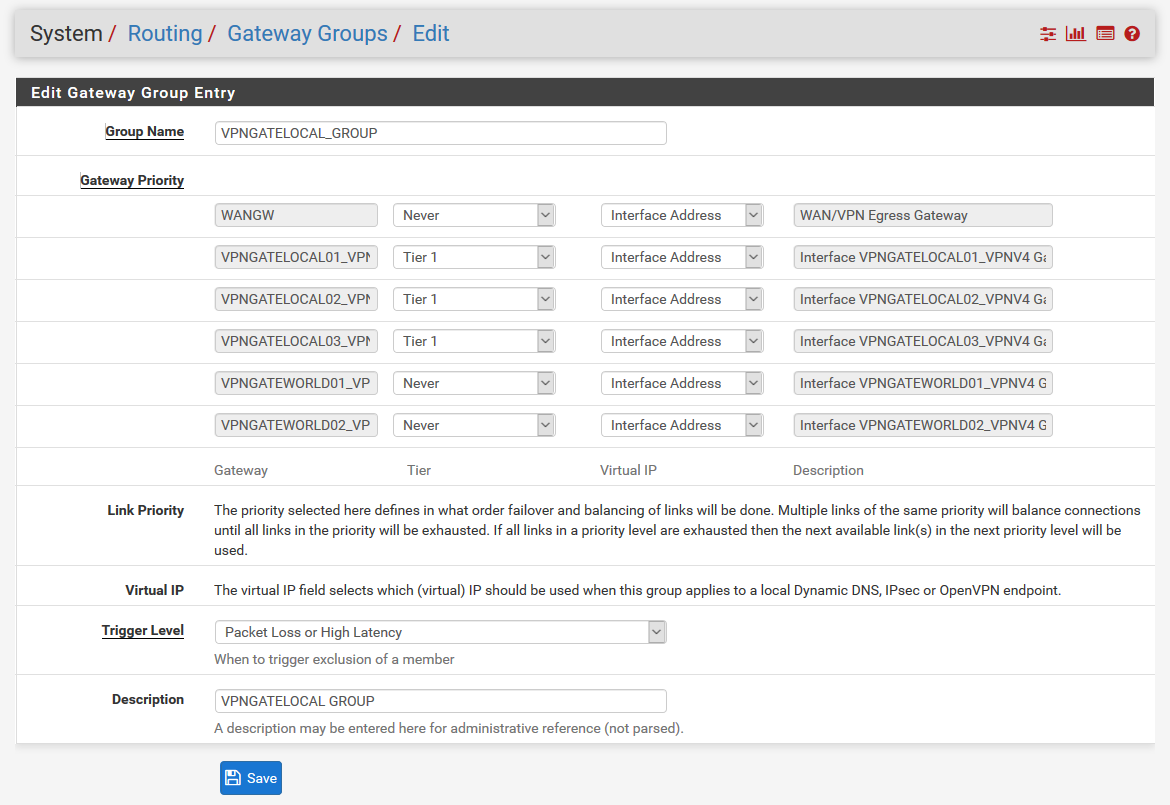 System / Routing / Gateway Groups / Edit
Edit Gateway Group Entry
Group Name VPNGATELOCAL_GROUP
Gateway Priority
WANGW Never Interface Address WAN/VPN Egress Gateway
VPNGATELOCAL01_VPN Tier 1 Interface Address Interface VPNGATELOCAL01_VPNV4 Ga
VPNGATELOCAL02_VPN Tier 1 Interface Address Interface VPNGATELOCAL02_VPNV4 Ga
VPNGATELOCAL03_VPN Tier 1 Interface Address Interface VPNGATELOCAL03_VPNV4 Ga
VPNGATEWORLD01_VP Never Interface Address Interface VPNGATEWORLD01_VPNV4 G
VPNGATEWORLD02_VP Never Interface Address Interface VPNGATEWORLD02_VPNV4 G
Gateway Tier Virtual IP Description
Link Priority The priority selected here defines in what order failover and balancing of links will be done. Multiple links of the same priority will balance connections
until all links in the priority will be exhausted. If all links in a priority level are exhausted then the next available link(s) in the next priority level will be
used.
Virtual IP The virtual IP field selects which (virtual) IP should be used when this group applies to a local Dynamic DNS, IPsec or OpenVPN endpoint.
Trigger Level Packet Loss or High Latency
When to trigger exclusion of a member
Description VPNGATELOCAL GROUP
A description may be entered here for administrative reference (not parsed).
Save